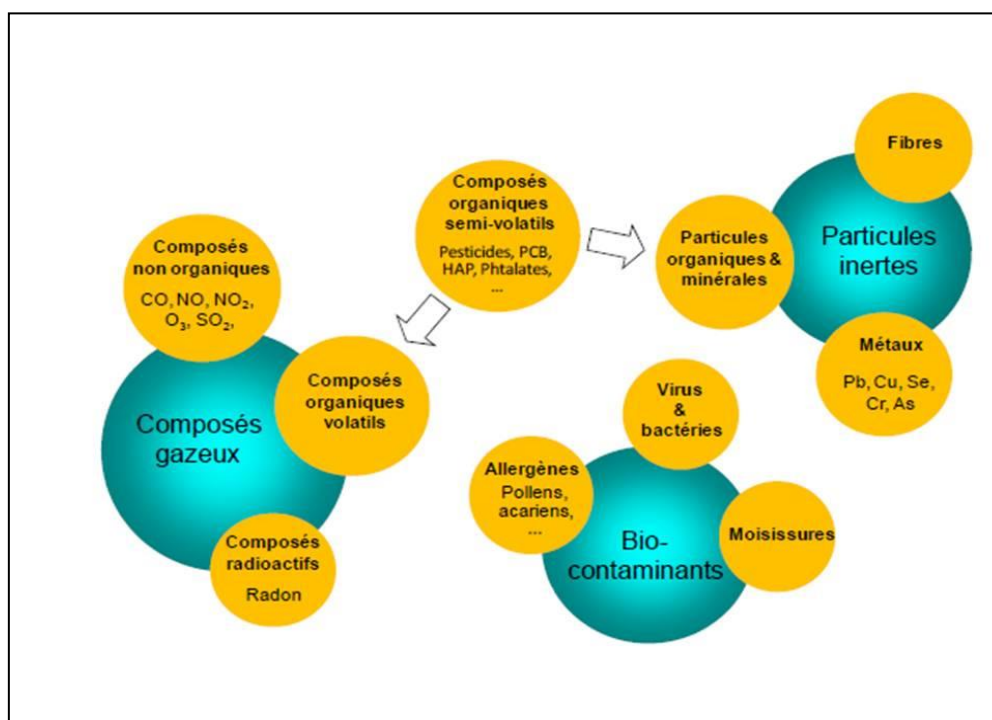 Composés
organiques
semi-volatils
Pesticides, PCB,
HAP, Phtalates,
...
Fibres
Particules
inertes
Particules
organiques &
minérales
Métaux
Pb, Cu, Se,
Cr, As
Composés
non organiques
CO, NO, NO₂,
O₃, SO₂,
Composés
gazeux
Composés
organiques
volatils
Composés
radioactifs
Radon
Virus
&
bactéries
Allergènes
Pollens,
acariens,
...
Bio-
contaminants
Moisissures